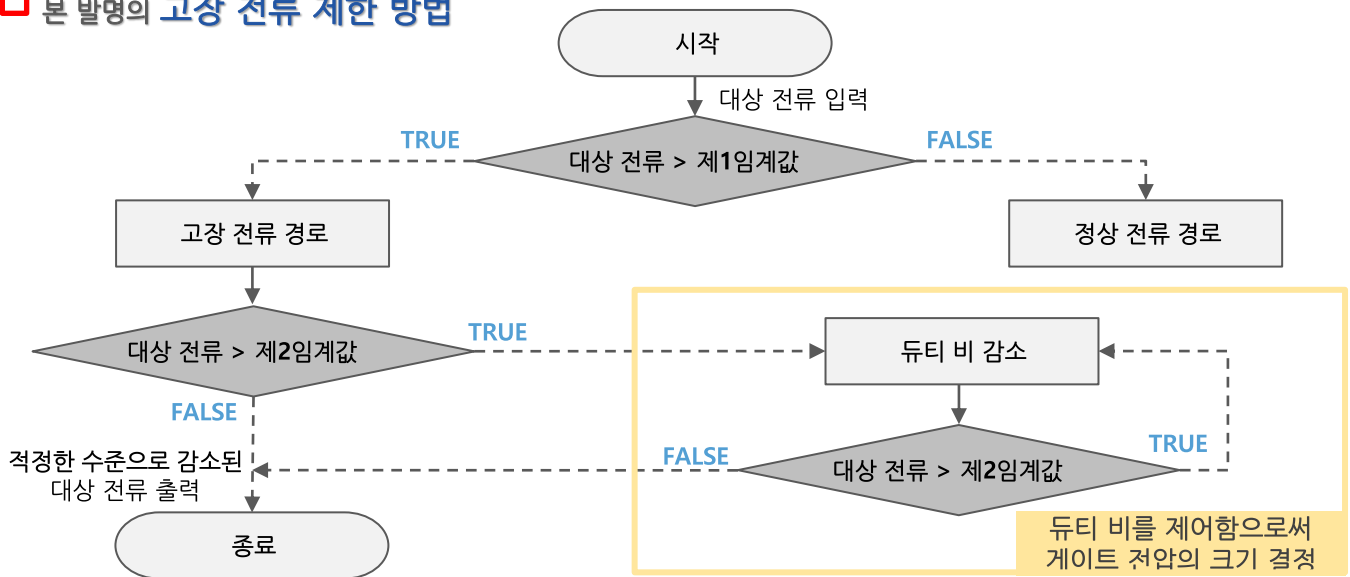 본 발명의 고장 전류 제한 방법
시작
대상 전류 입력
TRUE
FALSE
대상 전류 > 제1임계값
고장 전류 경로
정상 전류 경로
TRUE
대상 전류 > 제2임계값
듀티 비 감소
FALSE
적정한 수준으로 감소된
대상 전류 출력
FALSE
TRUE
대상 전류 > 제2임계값
종료
듀티 비를 제어함으로써
게이트 전압의 크기 결정